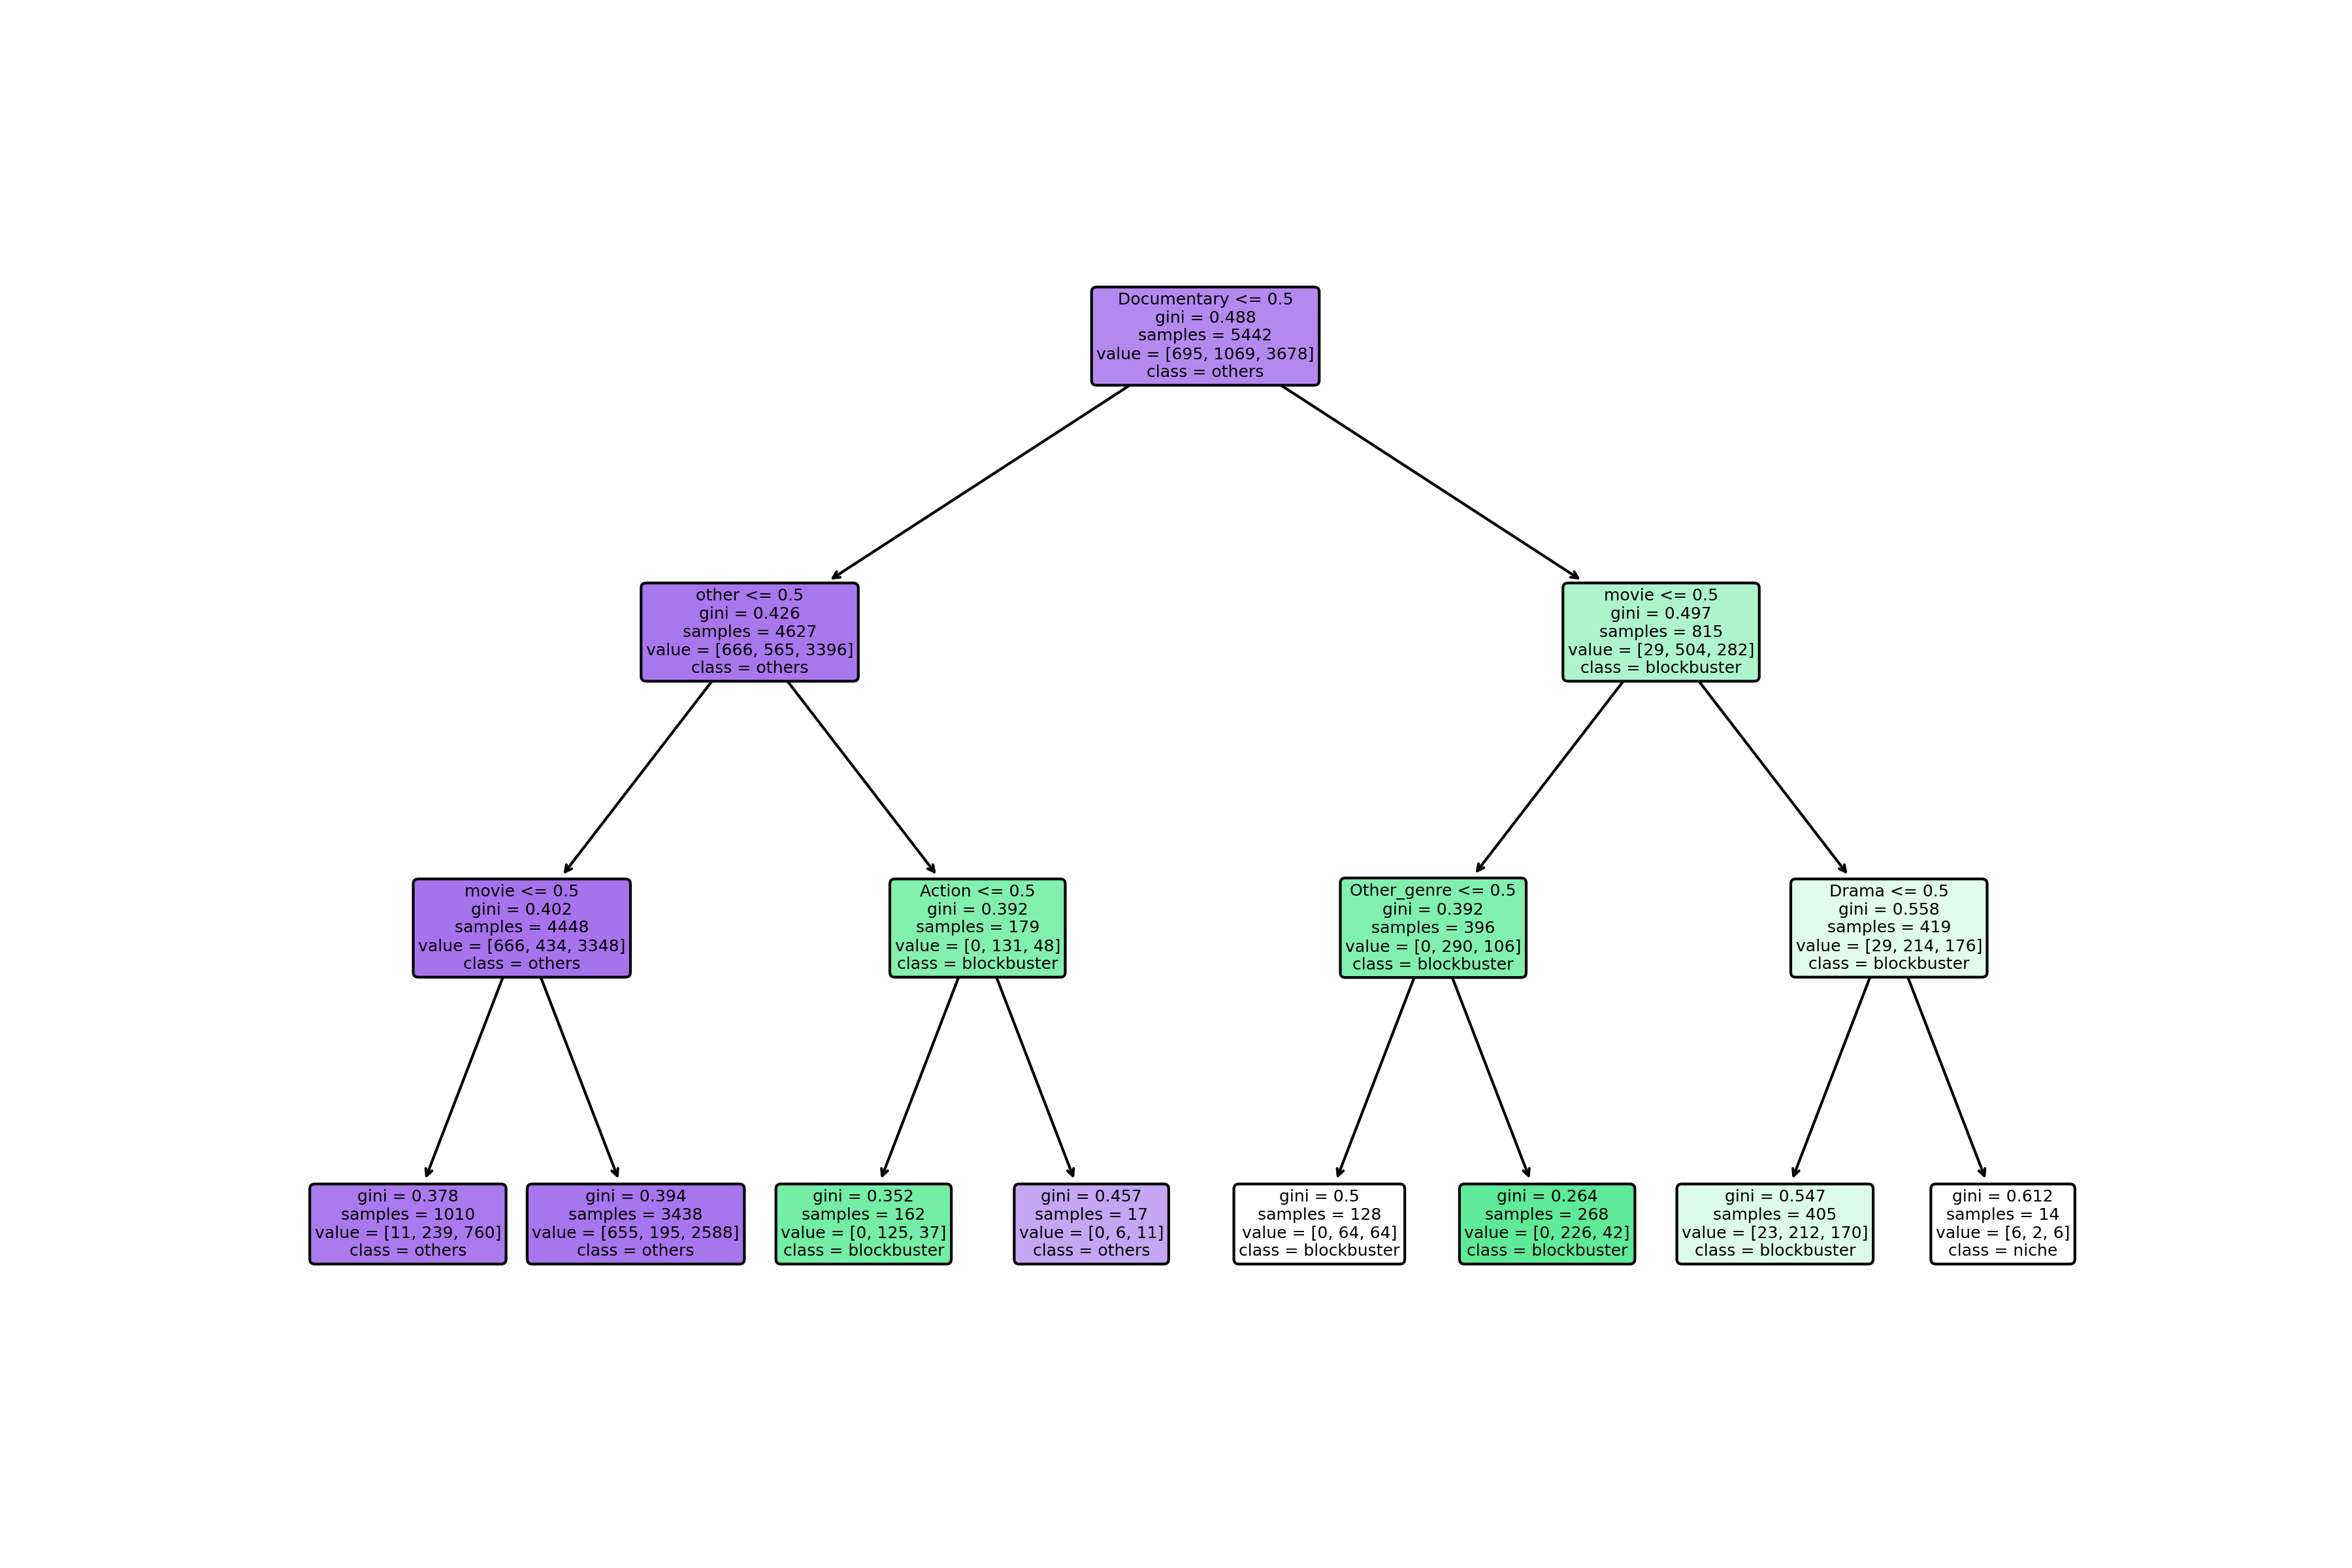 Documentary <= 0.5
gini = 0.488
samples = 5442
value = [695, 1069, 3678]
class = others
other <= 0.5
gini = 0.426
samples = 4627
value = [666, 565, 3396]
class = others
movie <= 0.5
gini = 0.497
samples = 815
value = [29, 504, 282]
class = blockbuster
movie <= 0.5
gini = 0.402
samples = 4448
value = [666, 434, 3348]
class = others
Action <= 0.5
gini = 0.392
samples = 179
value = [0, 131, 48]
class = blockbuster
Other_genre <= 0.5
gini = 0.392
samples = 396
value = [0, 290, 106]
class = blockbuster
Drama <= 0.5
gini = 0.558
samples = 419
value = [29, 214, 176]
class = blockbuster
gini = 0.378
samples = 1010
value = [11, 239, 760]
class = others
gini = 0.394
samples = 3438
value = [655, 195, 2588]
class = others
gini = 0.352
samples = 162
value = [0, 125, 37]
class = blockbuster
gini = 0.457
samples = 17
value = [0, 6, 11]
class = others
gini = 0.5
samples = 128
value = [0, 64, 64]
class = blockbuster
gini = 0.264
samples = 268
value = [0, 226, 42]
class = blockbuster
gini = 0.547
samples = 405
value = [23, 212, 170]
class = blockbuster
gini = 0.612
samples = 14
value = [6, 2, 6]
class = niche